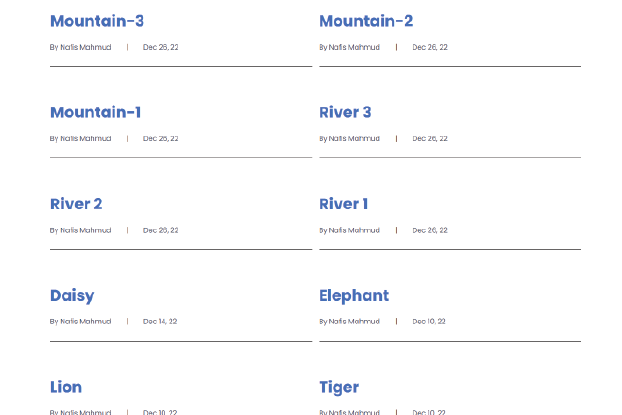 Mountain-3
By Nafis Mahmud | Dec 26, 22
Mountain-2
By Nafis Mahmud | Dec 26, 22
Mountain-1
By Nafis Mahmud | Dec 26, 22
River 3
By Nafis Mahmud | Dec 26, 22
River 2
By Nafis Mahmud | Dec 26, 22
River 1
By Nafis Mahmud | Dec 26, 22
Daisy
By Nafis Mahmud | Dec 14, 22
Elephant
By Nafis Mahmud | Dec 10, 22
Lion
By Nafis Mahmud | Dec 10, 22
Tiger
By Nafis Mahmud | Dec 10, 22